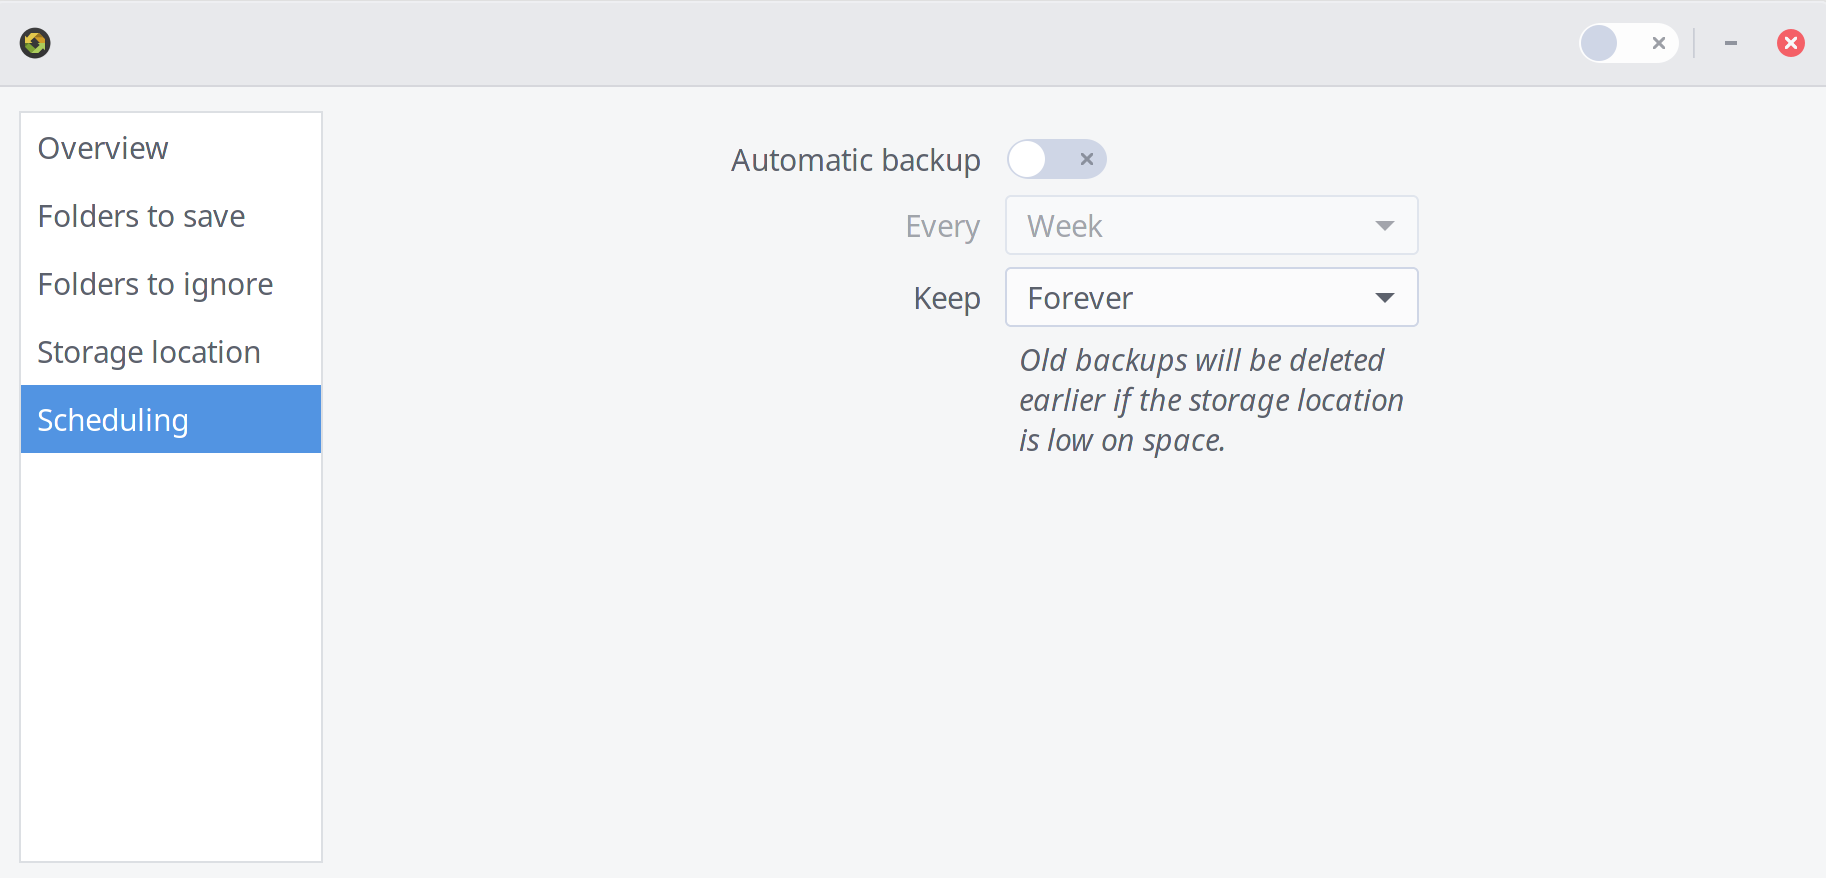 Overview
Folders to save
Folders to ignore
Storage location
Scheduling
Automatic backup
Every Week
Keep Forever
Old backups will be deleted
earlier if the storage location
is low on space.